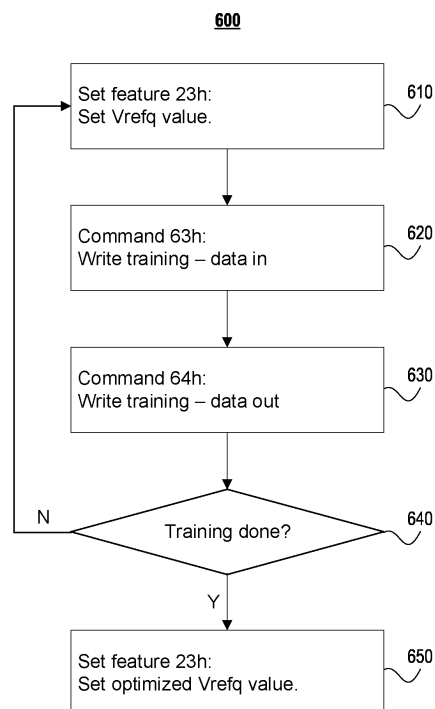 600
Set feature 23h:
Set Vrefq value.
610
Command 63h:
Write training – data in
620
Command 64h:
Write training – data out
630
Training done?
640
N
Y
Set feature 23h:
Set optimized Vrefq value.
650